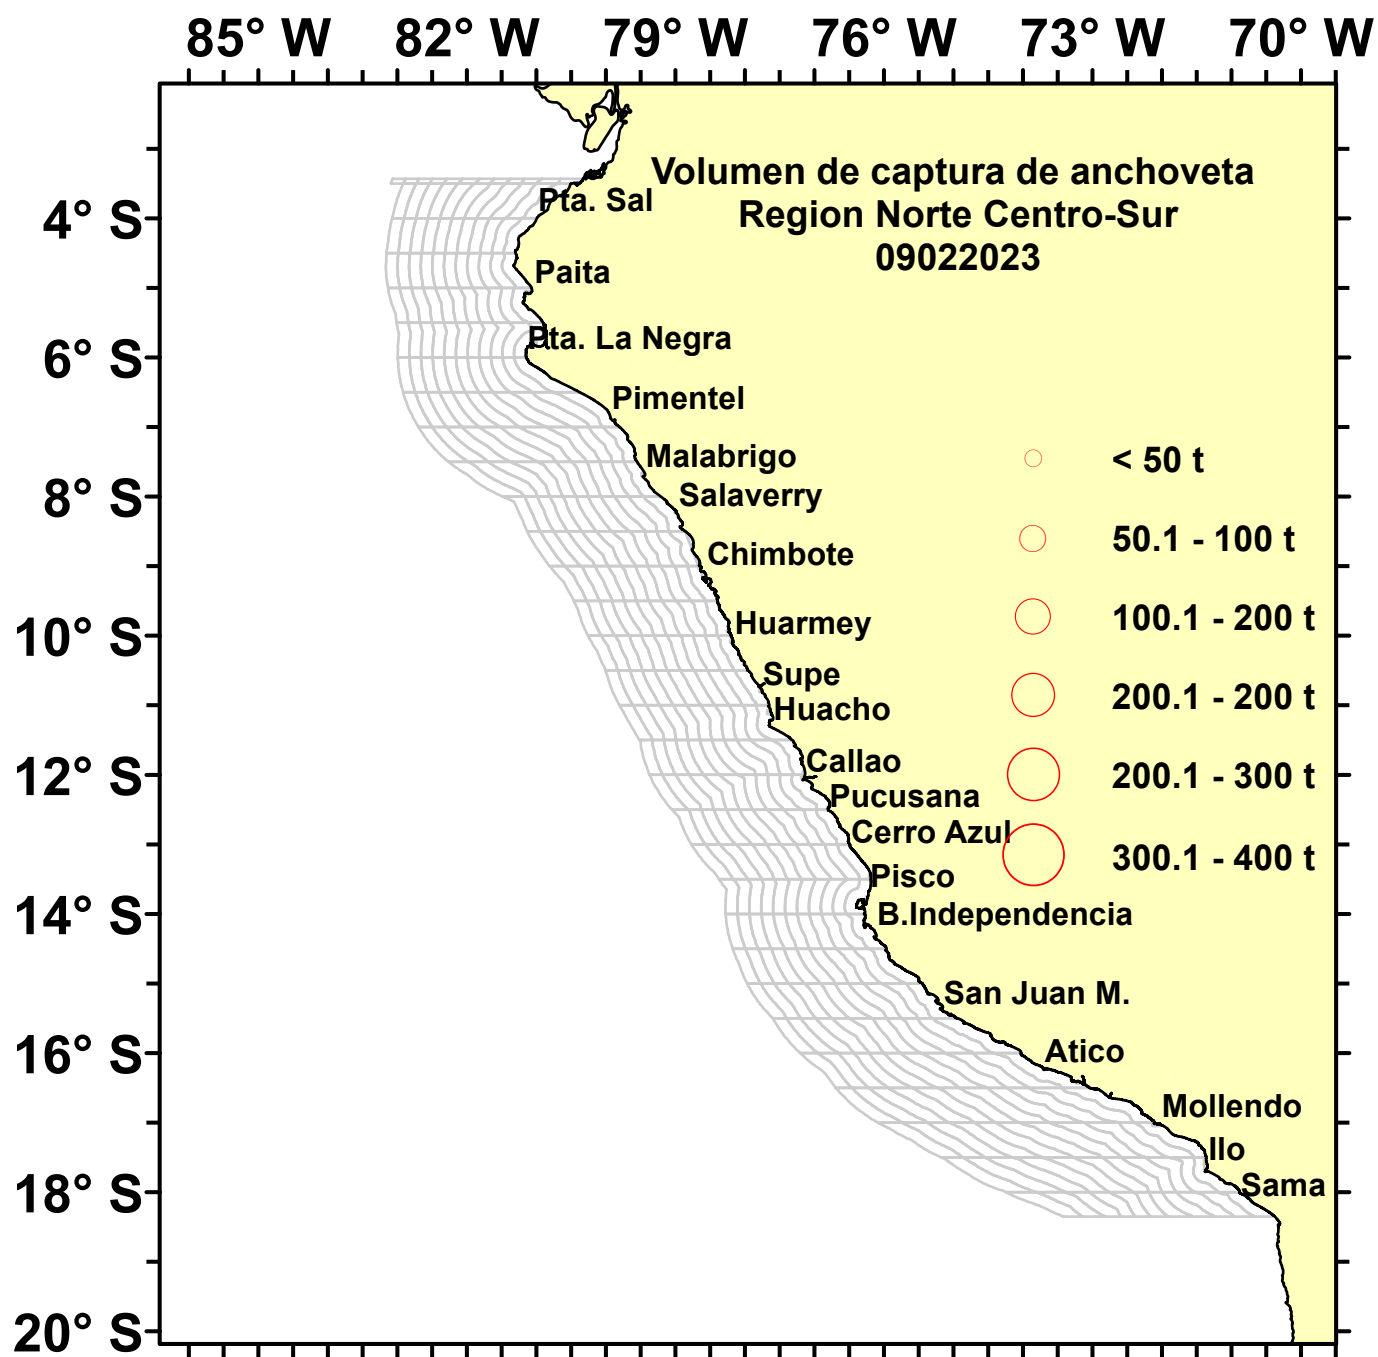 85° W 82° W 79° W 76° W 73° W 70° W
Volumen de captura de anchoveta
Region Norte Centro-Sur
09022023
Pta. Sal
4° S
Paita
Pta. La Negra
6° S
Pimentel
Malabrigo
< 50 t
Salaverry
8° S
50.1 - 100 t
Chimbote
100.1 - 200 t
Huarmey
10° S
Supe
200.1 - 200 t
Huacho
Callao
12° S
200.1 - 300 t
Pucusana
Cerro Azul
300.1 - 400 t
Pisco
14° S
B.Independencia
San Juan M.
Atico
16° S
Mollendo
Ilo
Sama
18° S
20° S